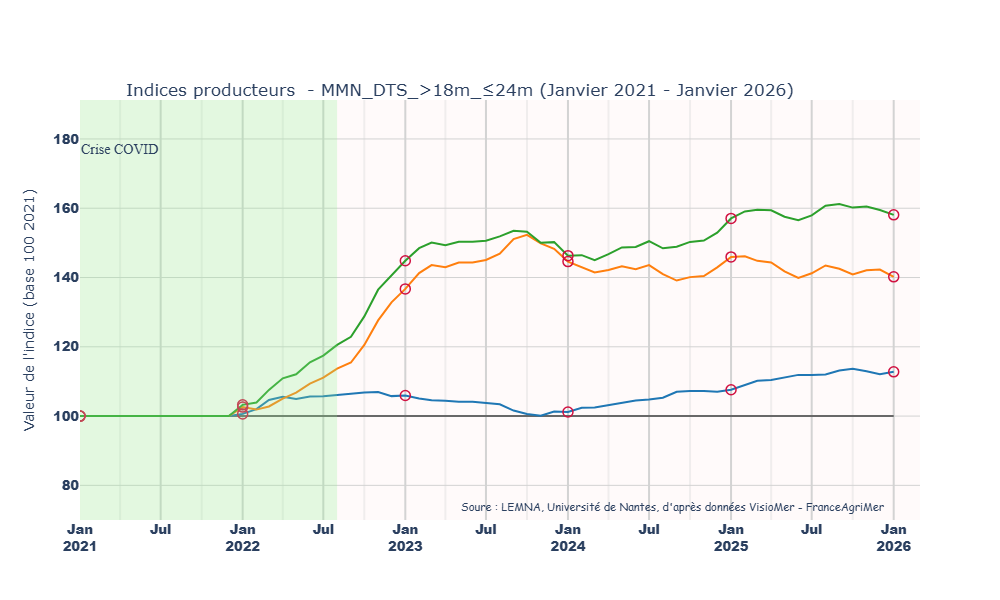 Indices producteurs - MMN_DTS_>18m_≤24m (Janvier 2021 - Janvier 2026)
Crise COVID
Valeur de l'indice (base 100 2021)
180
160
140
120
100
80
Soure : LEMNA, Université de Nantes, d'après données VisioMer - FranceAgriMer
Jan Jul Jan Jul Jan Jul Jan Jul Jan Jul Jan
2021 2022 2023 2024 2025 2026